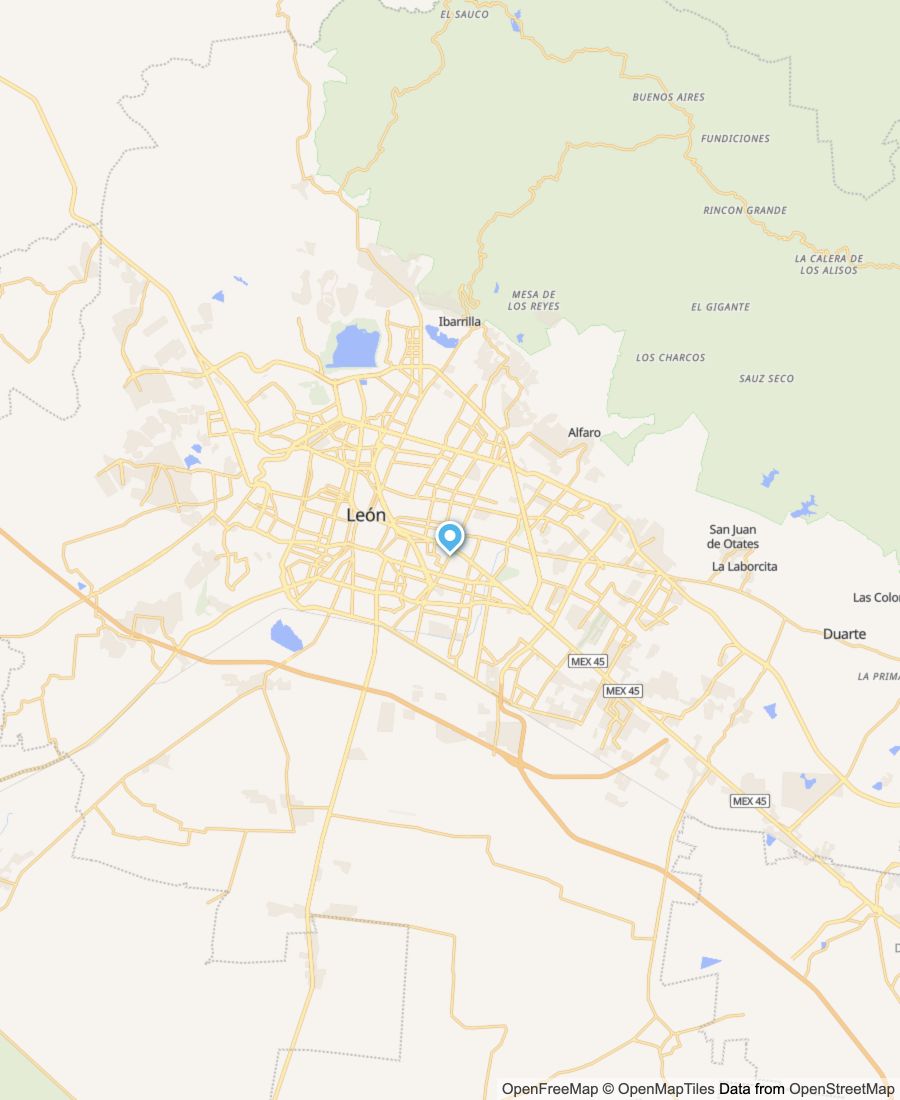 EL SAUCO
BUENOS AIRES
FUNDICIONES
RINCON GRANDE
LA CALERA DE
LOS ALISOS
MESA DE
LOS REYES
EL GIGANTE
Ibarrilla
LOS CHARCOS
SAUZ SECO
Alfaro
León
San Juan
de Otates
La Laborcita
Las Color
Duarte
MEX 45
LA PRIMA
MEX 45
MEX 45
D
OpenFreeMap © OpenMapTiles Data from OpenStreetMap